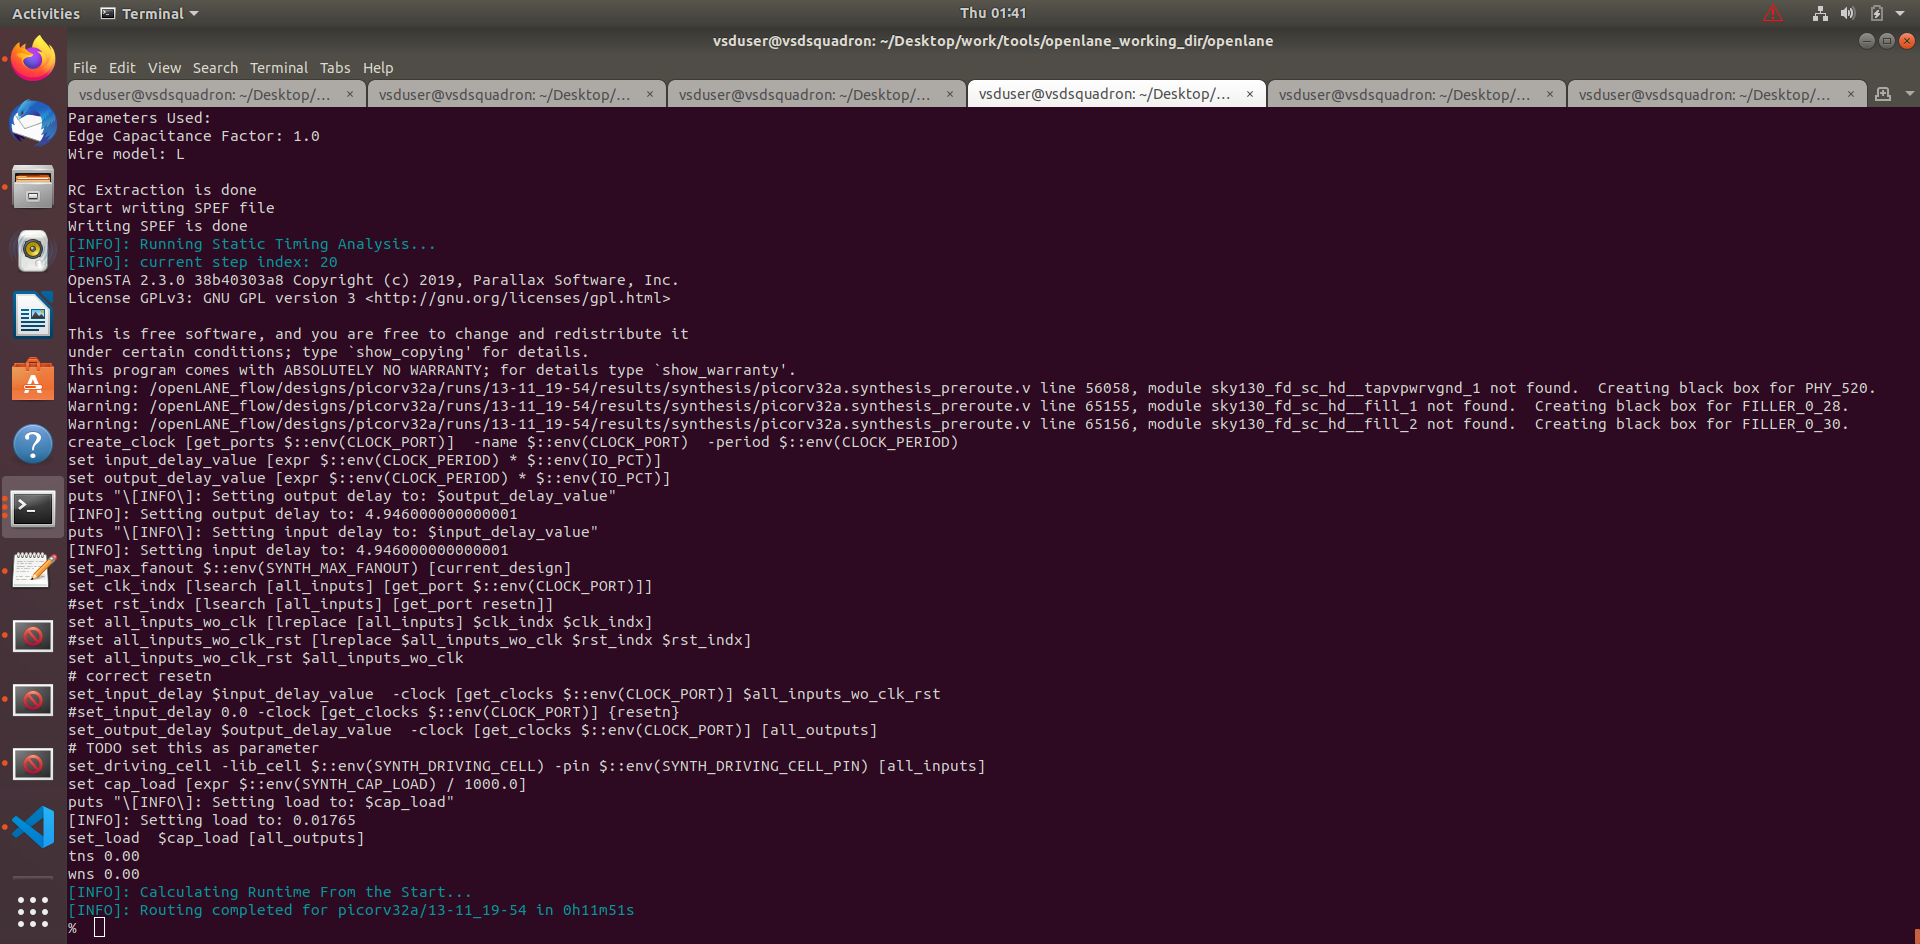 Activities
Terminal
Thu 01:41
vsduser@vsdsquadron: ~/Desktop/work/tools/openlane_working_dir/openlane
File Edit View Search Terminal Tabs Help
vsduser@vsdsquadron: ~/Desktop/... × vsduser@vsdsquadron: ~/Desktop/... × vsduser@vsdsquadron: ~/Desktop/... × vsduser@vsdsquadron: ~/Desktop/... × vsduser@vsdsquadron: ~/Desktop/... × vsduser@vsdsquadron: ~/Desktop/... ×
Parameters Used:
Edge Capacitance Factor: 1.0
Wire model: L
RC Extraction is done
Start writing SPEF file
Writing SPEF is done
[INFO]: Running Static Timing Analysis...
[INFO]: current step index: 20
OpenSTA 2.3.0 38b40303a8 Copyright (c) 2019, Parallax Software, Inc.
License GPLv3: GNU GPL version 3 <http://gnu.org/licenses/gpl.html>
This is free software, and you are free to change and redistribute it
under certain conditions; type `show_copying' for details.
This program comes with ABSOLUTELY NO WARRANTY; for details type `show_warranty'.
Warning: /openLANE_flow/designs/picorv32a/runs/13-11_19-54/results/synthesis/picorv32a.synthesis_preroute.v line 56058, module sky130_fd_sc_hd__tapvpwrvgnd_1 not found.  Creating black box for PHY_520.
Warning: /openLANE_flow/designs/picorv32a/runs/13-11_19-54/results/synthesis/picorv32a.synthesis_preroute.v line 65155, module sky130_fd_sc_hd__fill_1 not found.  Creating black box for FILLER_0_28.
Warning: /openLANE_flow/designs/picorv32a/runs/13-11_19-54/results/synthesis/picorv32a.synthesis_preroute.v line 65156, module sky130_fd_sc_hd__fill_2 not found.  Creating black box for FILLER_0_30.
create_clock [get_ports $::env(CLOCK_PORT)]  -name $::env(CLOCK_PORT)  -period $::env(CLOCK_PERIOD)
set input_delay_value [expr $::env(CLOCK_PERIOD) * $::env(IO_PCT)]
set output_delay_value [expr $::env(CLOCK_PERIOD) * $::env(IO_PCT)]
puts "\[INFO\]: Setting output delay to: $output_delay_value"
[INFO]: Setting output delay to: 4.946000000000001
puts "\[INFO\]: Setting input delay to: $input_delay_value"
[INFO]: Setting input delay to: 4.946000000000001
set_max_fanout $::env(SYNTH_MAX_FANOUT) [current_design]
set clk_indx [lsearch [all_inputs] [get_port $::env(CLOCK_PORT)]]
#set rst_indx [lsearch [all_inputs] [get_port resetn]]
set all_inputs_wo_clk [lreplace [all_inputs] $clk_indx $clk_indx]
#set all_inputs_wo_clk_rst [lreplace $all_inputs_wo_clk $rst_indx $rst_indx]
set all_inputs_wo_clk_rst $all_inputs_wo_clk
# correct resetn
set_input_delay $input_delay_value  -clock [get_clocks $::env(CLOCK_PORT)] $all_inputs_wo_clk_rst
#set_input_delay 0.0 -clock [get_clocks $::env(CLOCK_PORT)] {resetn}
set_output_delay $output_delay_value  -clock [get_clocks $::env(CLOCK_PORT)] [all_outputs]
# TODO set this as parameter
set_driving_cell -lib_cell $::env(SYNTH_DRIVING_CELL) -pin $::env(SYNTH_DRIVING_CELL_PIN) [all_inputs]
set cap_load [expr $::env(SYNTH_CAP_LOAD) / 1000.0]
puts "\[INFO\]: Setting load to: $cap_load"
[INFO]: Setting load to: 0.01765
set_load  $cap_load [all_outputs]
tns 0.00
wns 0.00
[INFO]: Calculating Runtime From the Start...
[INFO]: Routing completed for picorv32a/13-11_19-54 in 0h11m51s
%